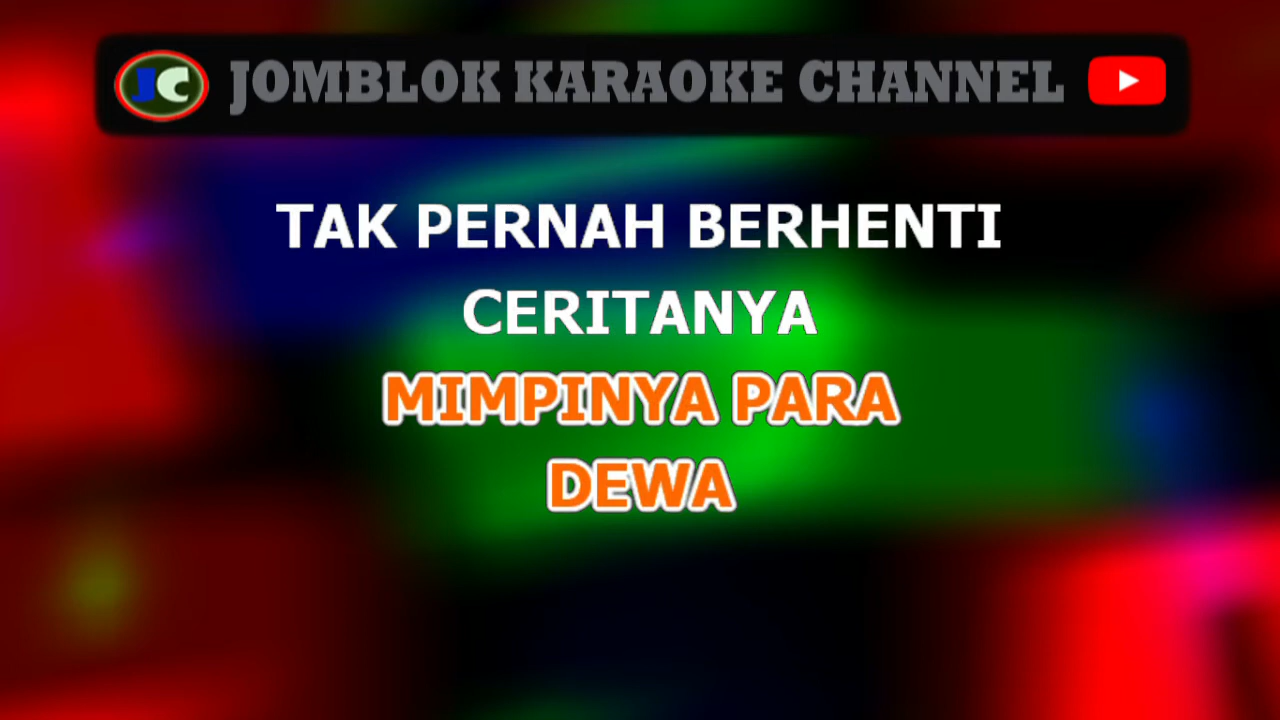 JC JOMBLOK KARAOKE CHANNEL
TAK PERNAH BERHENTI
CERITANYA
MIMPINYA PARA
DEWA